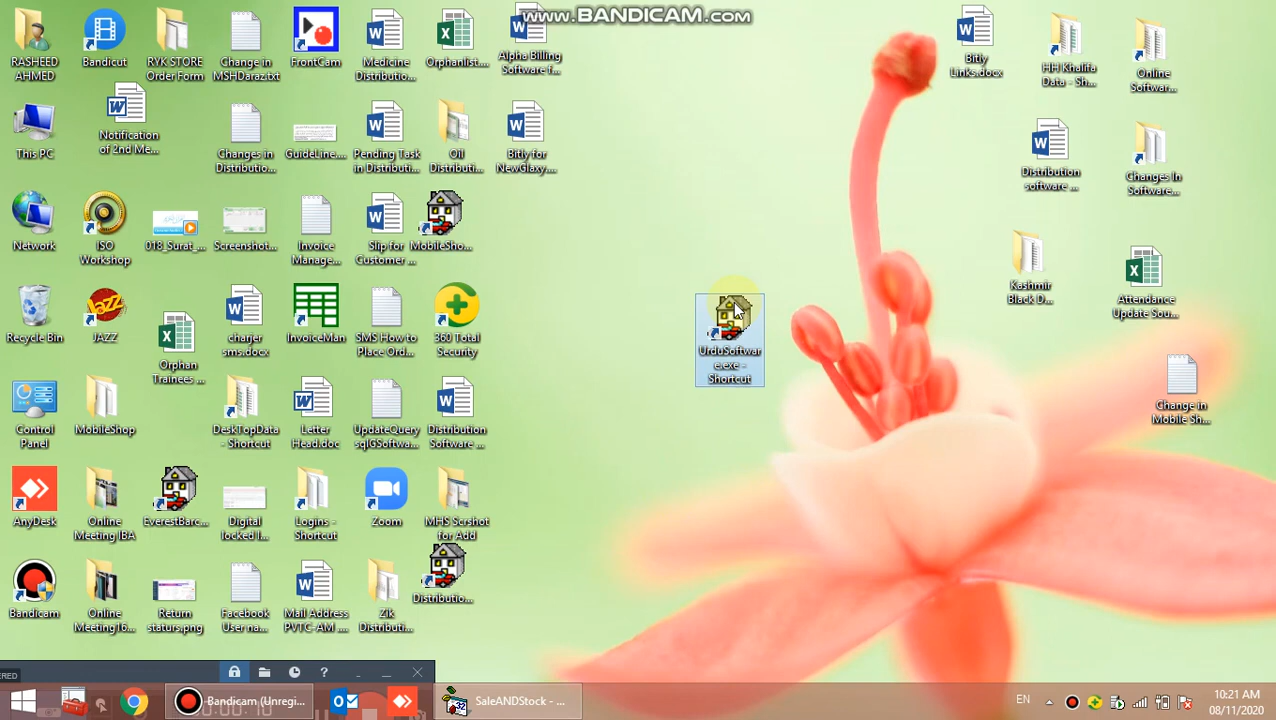 www.BANDICAM.com
RASHEED
AHMED
Bandicut
RYK STORE
Order Form
Change in
MSHDaraz.txt
FrontCam
Medicine
Distributio...
Orphanlist....
Alpha Billing
Software f...
Bitly
Links.docx
HH Khalifa
Data - Sh...
Online
Softwar...
This PC
Notification
of 2nd Me...
Changes in
Distributio...
GuideLine....
Pending Task
in Distributi...
Oil
Distributi...
Bitly for
NewGlaxy...
Distribution
software ...
Changes In
Software...
Network
ISO
Workshop
018_Surat_...
Screenshot...
Invoice
Manage...
Slip for
Customer ...
MobileSho...
Kashmir
Black D...
Attendance
Update Sou...
Recycle Bin
JAZZ
Orphan
Trainees ...
charjer
sms.docx
InvoiceMan
SMS How to
Place Ord...
360 Total
Security
UrduSoftwar
e.exe -
Shortcut
Control
Panel
MobileShop
DeskTopData
- Shortcut
Letter
Head.doc
UpdateQuery
sqlGSoftwa...
Distribution
Software ...
Change in
Mobile Sh...
AnyDesk
Online
Meeting IBA
EverestBarc...
Digital
locked I...
Logins -
Shortcut
Zoom
MHS Scrshot
for Add
Bandicam
Online
Meeting16...
Return
staturs.png
Facebook
User na...
Mail Address
PVTC-AM ....
Zik
Distributi...
Distributio...
ERED
Bandicam (Unregi...
SaleANDStock - ...
EN
10:21 AM
08/11/2020